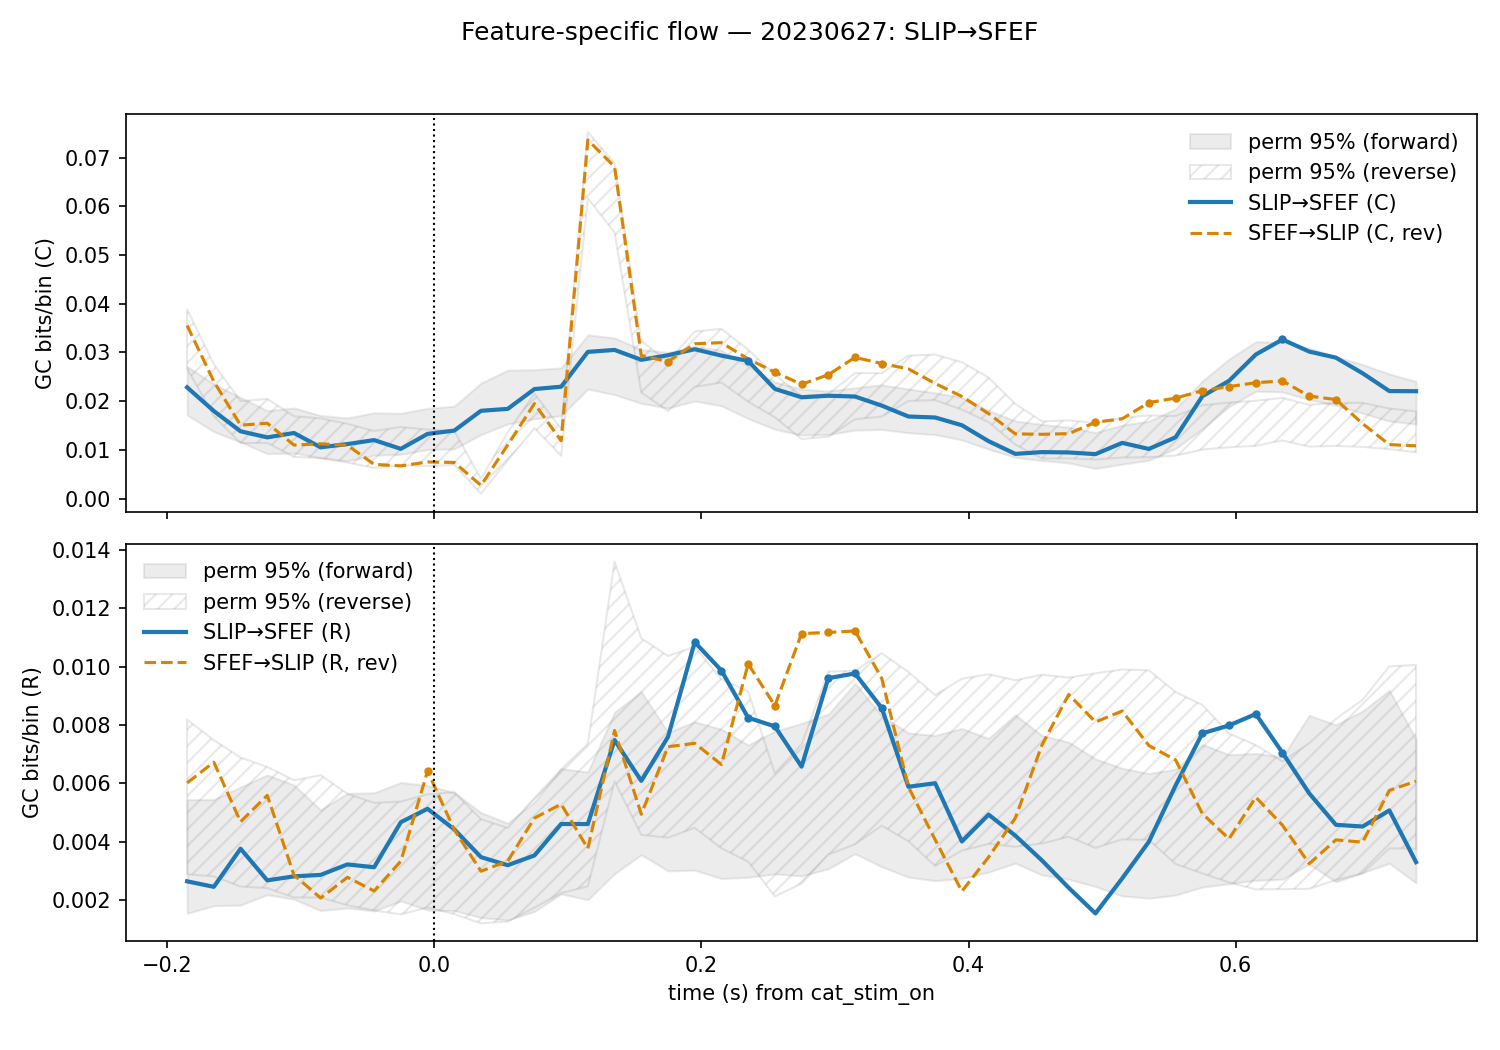 Feature-specific flow — 20230627: SLIP→SFEF
GC bits/bin (C)
0.07
0.06
0.05
0.04
0.03
0.02
0.01
0.00
perm 95% (forward)
perm 95% (reverse)
SLIP→SFEF (C)
SFEF→SLIP (C, rev)
GC bits/bin (R)
0.014
0.012
0.010
0.008
0.006
0.004
0.002
perm 95% (forward)
perm 95% (reverse)
SLIP→SFEF (R)
SFEF→SLIP (R, rev)
−0.2 0.0 0.2 0.4 0.6
time (s) from cat_stim_on